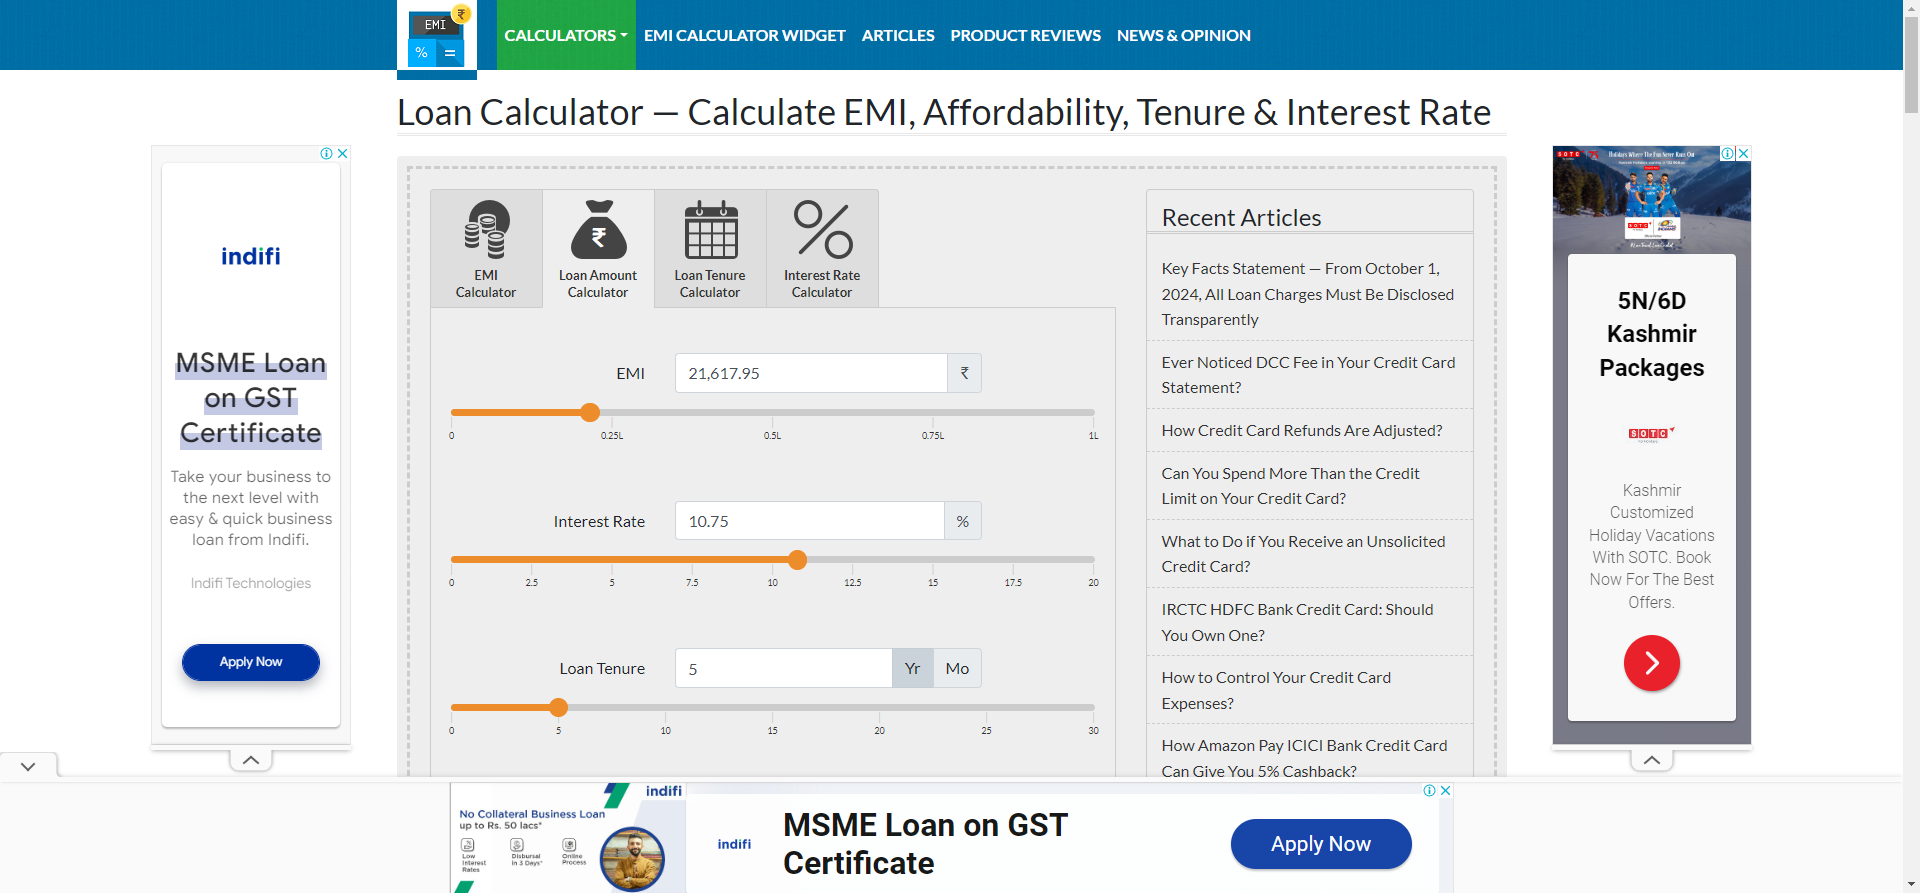 EMI
₹
%
=
CALCULATORS
EMI CALCULATOR WIDGET
ARTICLES
PRODUCT REVIEWS
NEWS & OPINION
Loan Calculator — Calculate EMI, Affordability, Tenure & Interest Rate
indifi
MSME Loan
on GST
Certificate
Take your business to
the next level with
easy & quick business
loan from Indifi.
Indifi Technologies
Apply Now
EMI
Calculator
₹
Loan Amount
Calculator
Loan Tenure
Calculator
Interest Rate
Calculator
EMI
21,617.95
₹
0
0.25L
0.5L
0.75L
1L
Interest Rate
10.75
%
0
2.5
5
7.5
10
12.5
15
17.5
20
Loan Tenure
5
Yr
Mo
0
5
10
15
20
25
30
Recent Articles
Key Facts Statement — From October 1,
2024, All Loan Charges Must Be Disclosed
Transparently
Ever Noticed DCC Fee in Your Credit Card
Statement?
How Credit Card Refunds Are Adjusted?
Can You Spend More Than the Credit
Limit on Your Credit Card?
What to Do if You Receive an Unsolicited
Credit Card?
IRCTC HDFC Bank Credit Card: Should
You Own One?
How to Control Your Credit Card
Expenses?
How Amazon Pay ICICI Bank Credit Card
Can Give You 5% Cashback?
SOTC
Holidays Where The Fun Never Runs Out
5N/6D
Kashmir
Packages
SOTC
Kashmir
Customized
Holiday Vacations
With SOTC. Book
Now For The Best
Offers.
indifi
No Collateral Business Loan
up to Rs. 50 lacs*
Low
Interest
Rates
Disbursal
in 3 Days*
Online
Process
indifi
MSME Loan on GST
Certificate
Apply Now